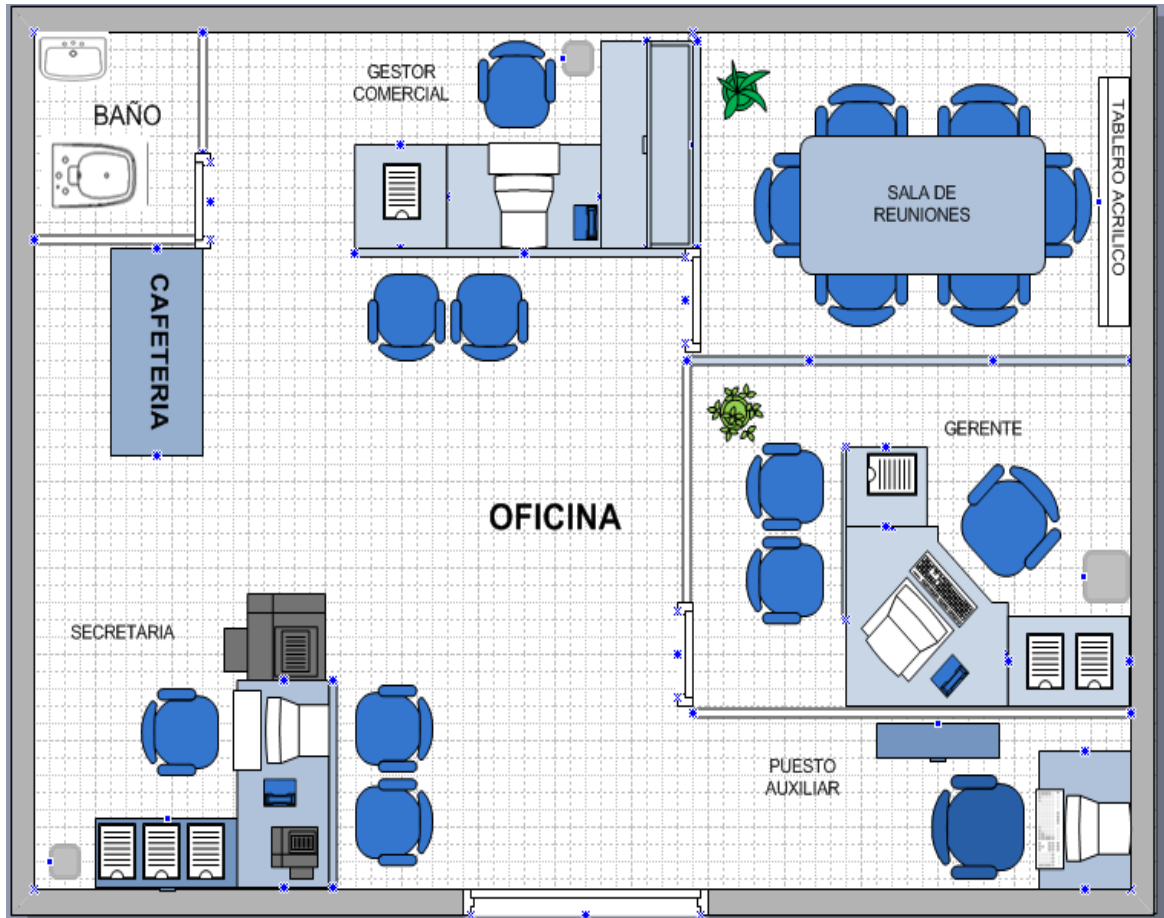 BAÑO
GESTOR
COMERCIAL
SALA DE
REUNIONES
TABLERO ACRILICO
CAFETERIA
GERENTE
OFICINA
SECRETARIA
PUESTO
AUXILIAR